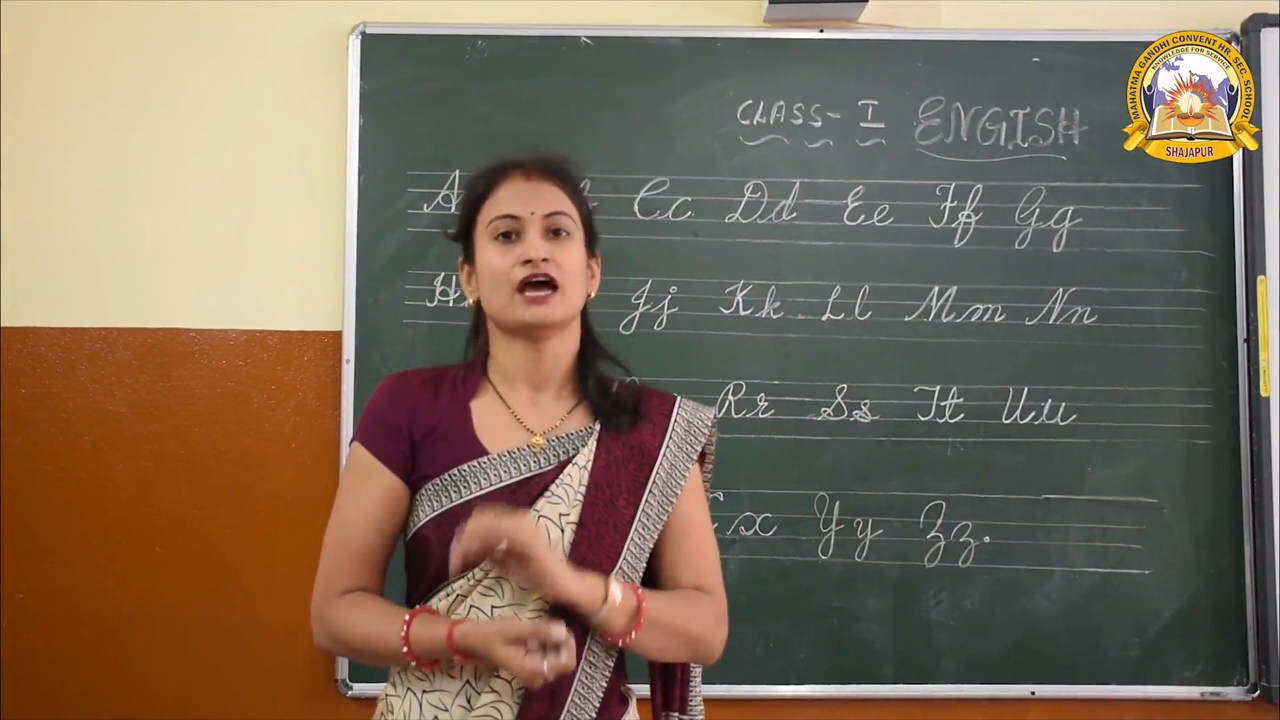 MAHATMA GANDHI CONVENT HR. SEC. SCHOOL
KNOWLEDGE FOR SERVICE
SHAJAPUR
CLASS- I ENGISH
A Cc Dd Ee Ff Gg
H Jj Kk Ll Mm Nn
Rr Ss Tt Uu
x Yy Zz.